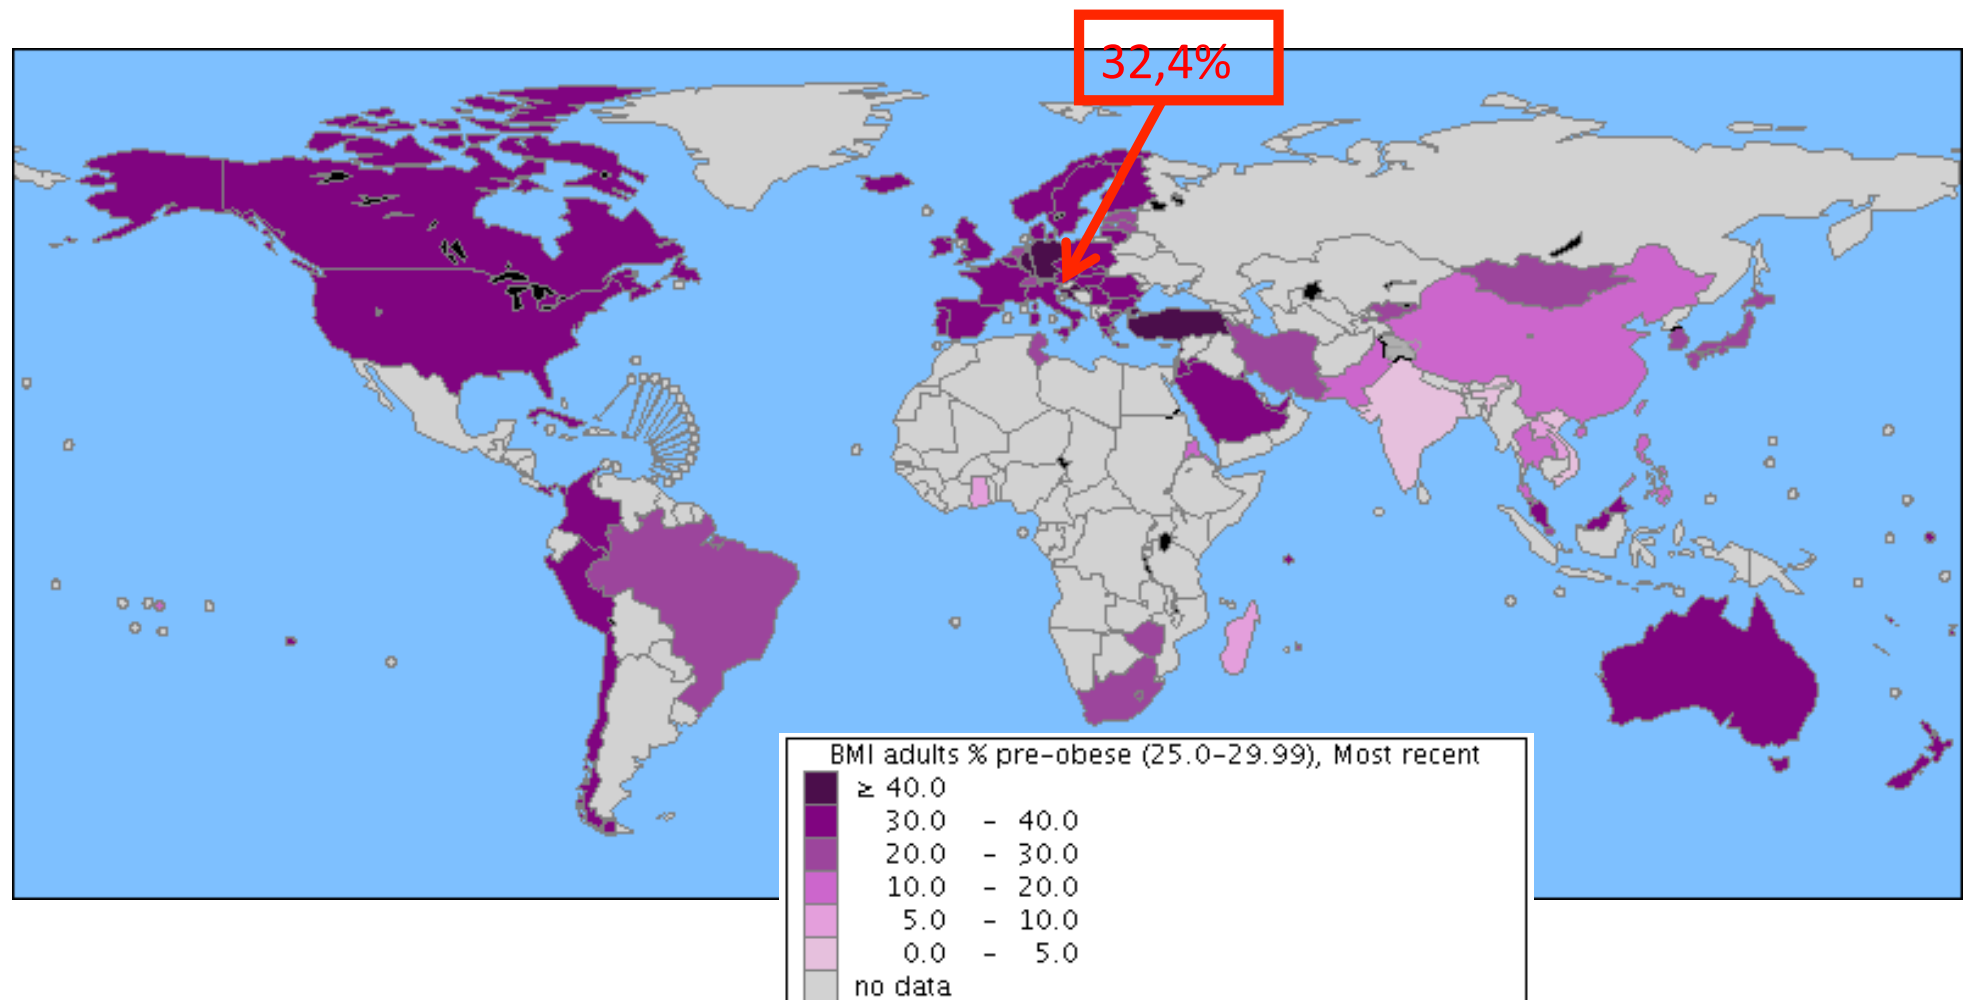 32,4%
BMI adults % pre-obese (25.0-29.99), Most recent
≥ 40.0
30.0 - 40.0
20.0 - 30.0
10.0 - 20.0
5.0 - 10.0
0.0 - 5.0
no data